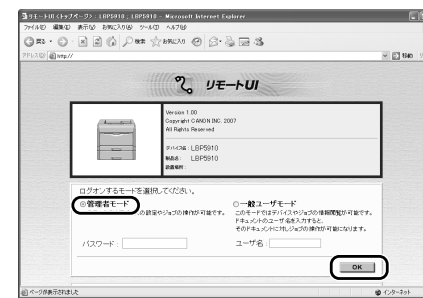 リモートUI <トップページ> : LBP5910 ; LBP5910 - Microsoft Internet Explorer
ファイル(F) 編集(E) 表示(V) お気に入り(A) ツール(T) ヘルプ(H)
戻る 検索 お気に入り
アドレス(D) http:// 移動
リモートUI
Version 1.00
Copyright CANON INC. 2007
All Rights Reserved
デバイス名 : LBP5910
製品名 : LBP5910
設置場所 :
ログオンするモードを選択してください。
管理者モード
の設定やジョブの操作が可能です。
パスワード :
一般ユーザモード
このモードではデバイスやジョブの情報閲覧が可能です。
ドキュメントのユーザ名を入力すると、
そのドキュメントに対しジョブの操作が可能になります。
ユーザ名 :
OK
ページが表示されました
インターネット